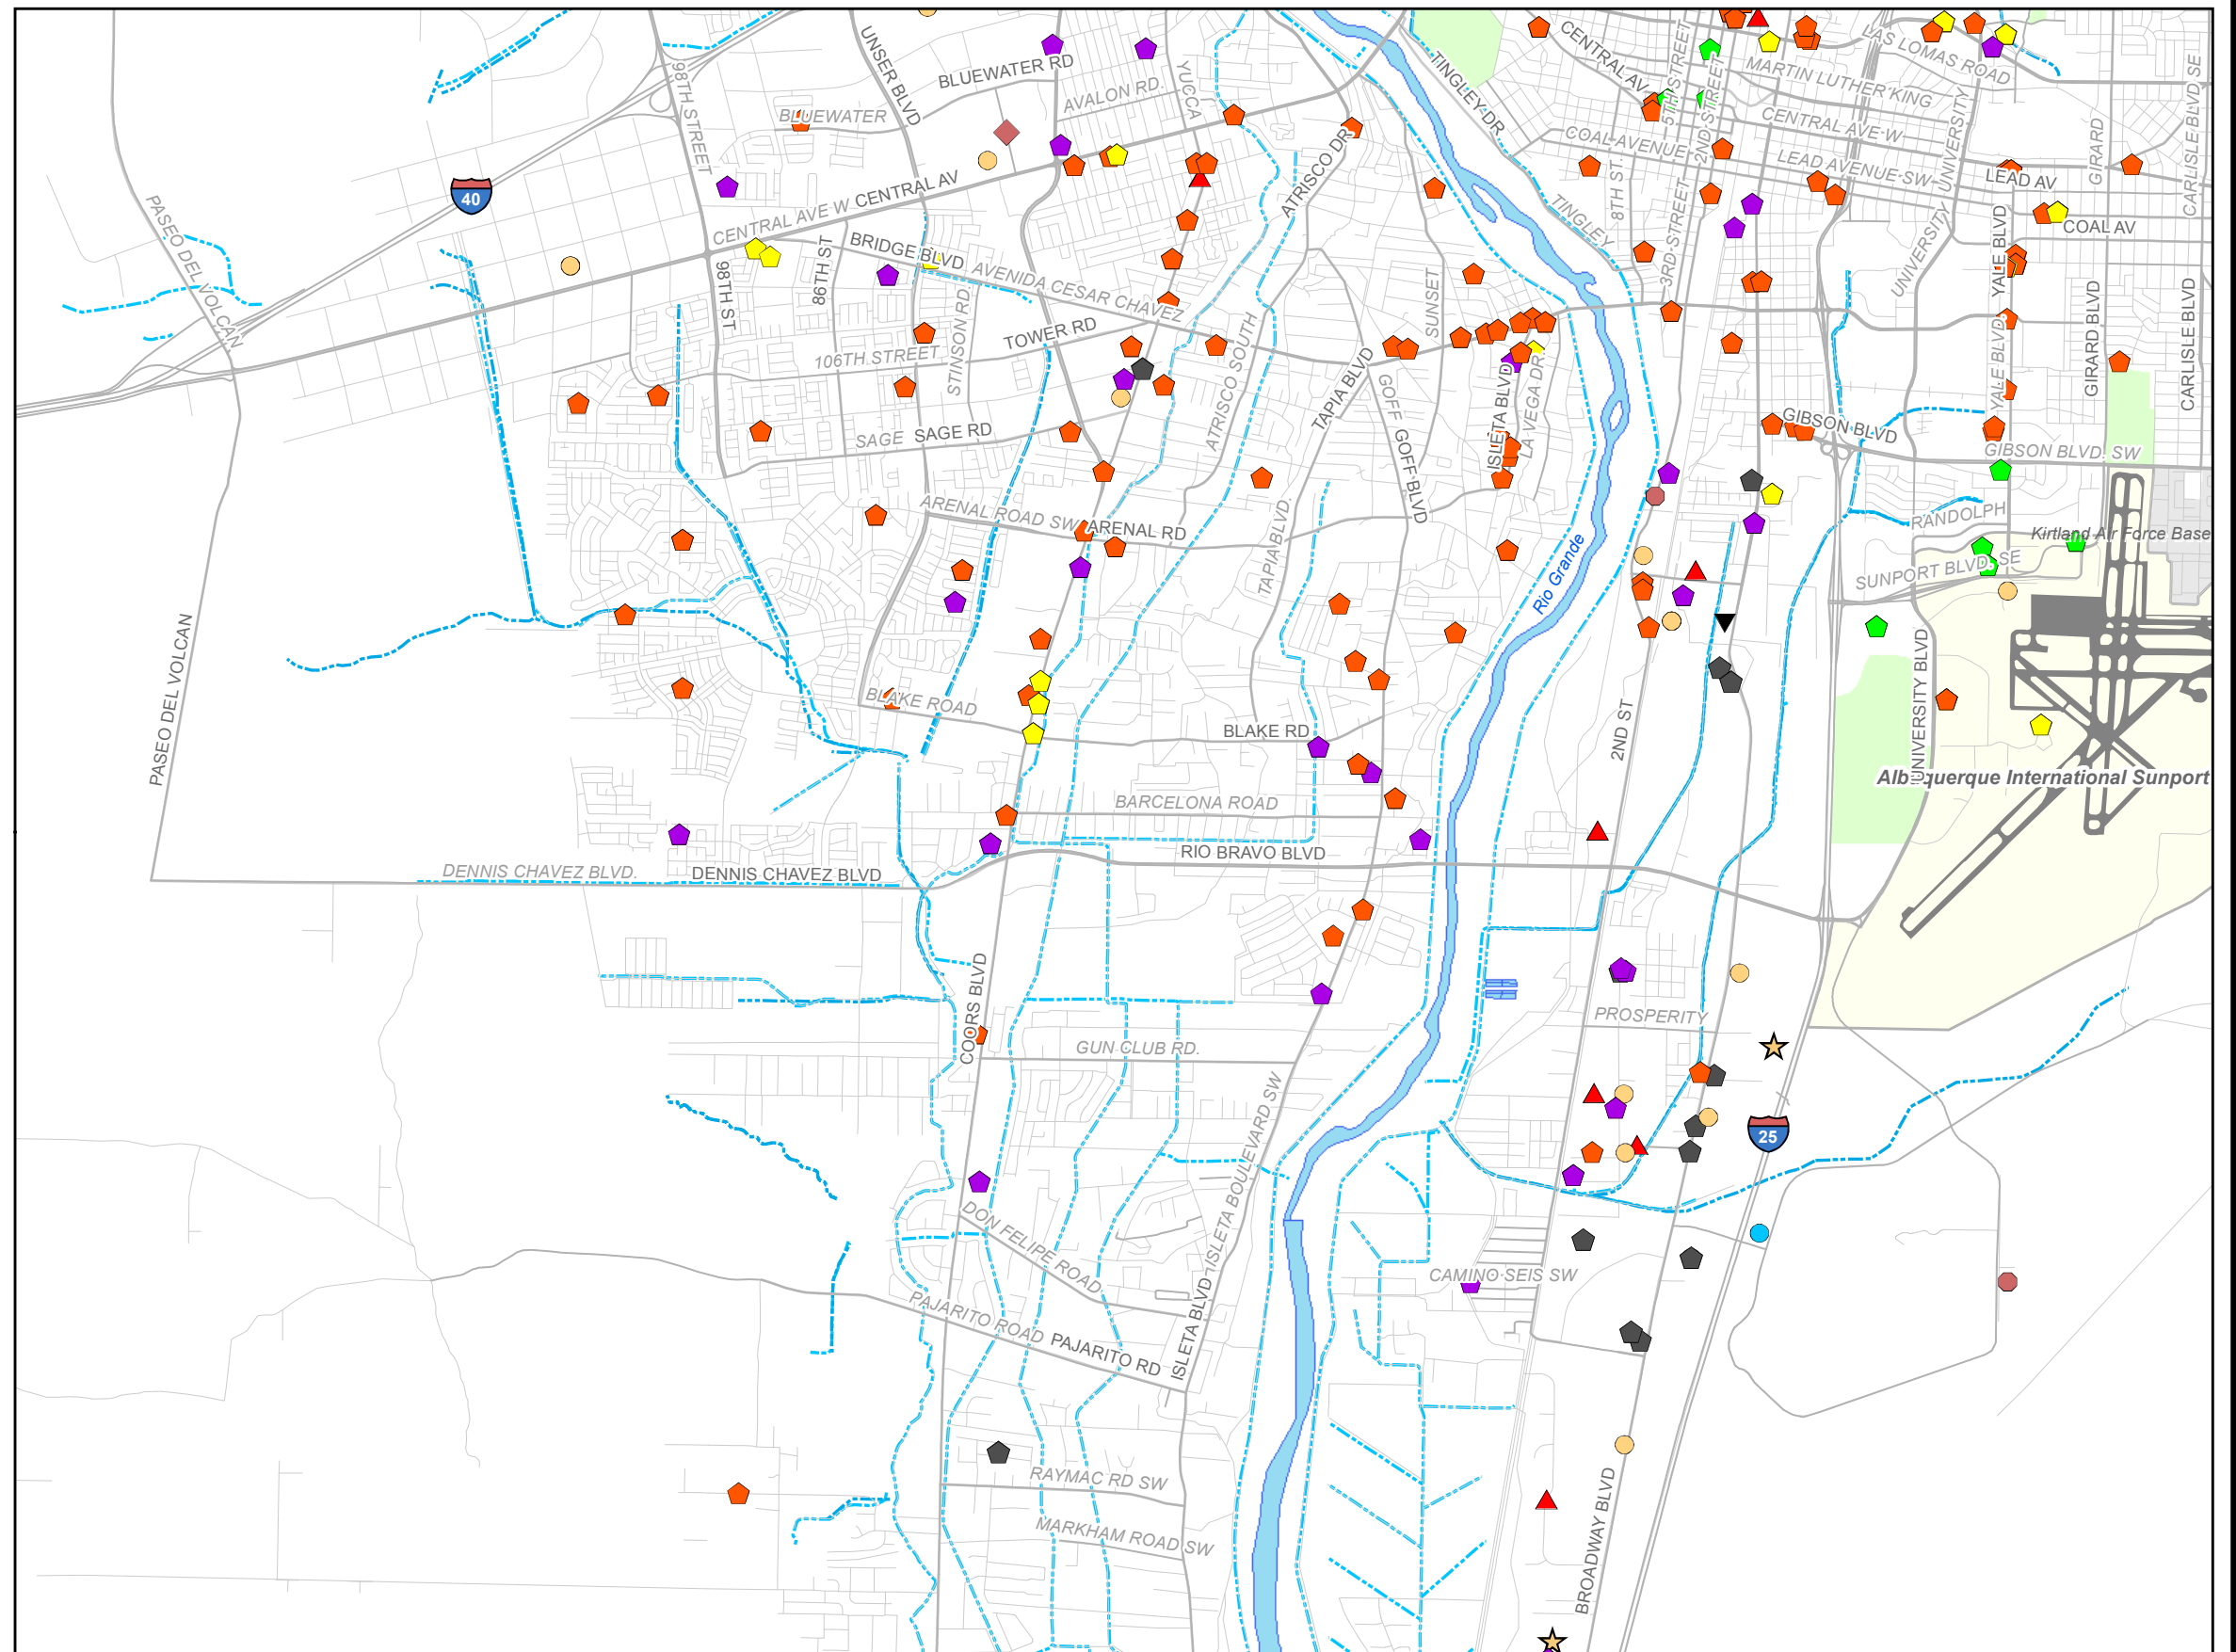 UNSER BLVD
BLUEWATER RD
98TH STREET
AVALON RD.
YUCCA
BLUEWATER
TINGLEY DR
CENTRAL AV
5TH STREET
2ND STREET
MARTIN LUTHER KING
LAS LOMAS ROAD
CENTRAL AVE W
COAL AVENUE
LEAD AVENUE SW
UNIVERSITY
UNIVERSITY
GIRARD
CARLISLE BLVD SE
LEAD AV
COAL AV
40
PASEO DEL VOLCAN
CENTRAL AVE W
CENTRAL AV
ATRISCO DR
TINGLEY
8TH ST.
3RD STREET
YALE BLVD
98TH ST
86TH ST
BRIDGE BLVD
AVENIDA CESAR CHAVEZ
STINSON RD.
TOWER RD
106TH STREET
SUNSET
ATRISCO SOUTH
TAPIA BLVD
GOFF
GOFF BLVD
ISLETA BLVD
LA VEGA DR.
YALE BLVD
GIRARD BLVD
CARLISLE BLVD
GIBSON BLVD
GIBSON BLVD. SW
SAGE
SAGE RD
ARENAL ROAD SW
ARENAL RD
TAPIA BLVD.
Rio Grande
RANDOLPH
Kirtland Air Force Base
SUNPORT BLVD. SE
PASEO DEL VOLCAN
BLAKE ROAD
BLAKE RD
2ND ST
UNIVERSITY BLVD
Albuquerque International Sunport
BARCELONA ROAD
RIO BRAVO BLVD
DENNIS CHAVEZ BLVD.
DENNIS CHAVEZ BLVD
COORS BLVD
PROSPERITY
GUN CLUB RD.
ISLETA BOULEVARD SW
25
DON FELIPE ROAD
CAMINO SEIS SW
PAJARITO ROAD
PAJARITO RD
ISLETA BLVD
RAYMAC RD SW
MARKHAM ROAD SW
BROADWAY BLVD